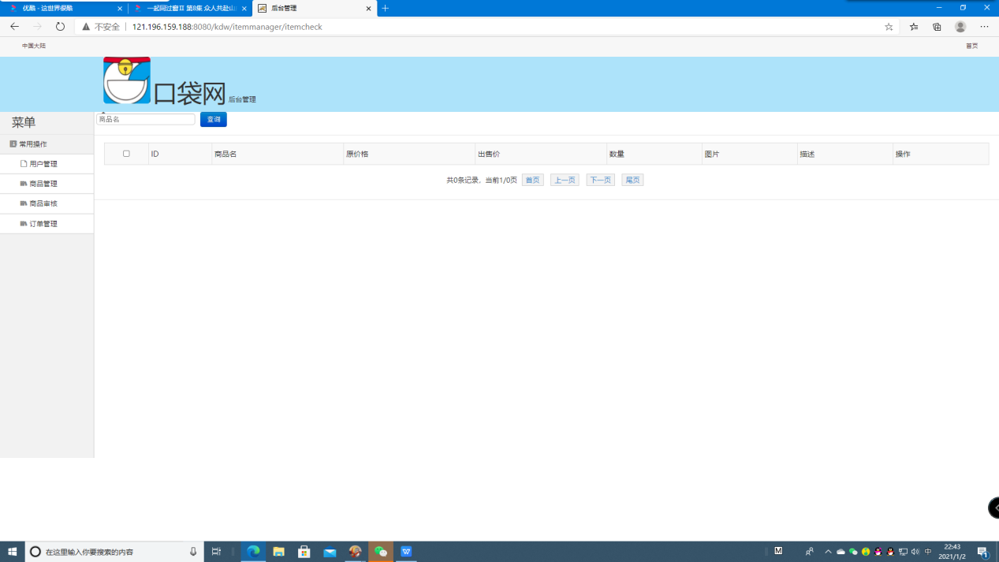 优酷 - 这世界很酷
一起同过窗Ⅱ 第8集 众人共赴山
后台管理
不安全
121.196.159.188:8080/kdw/itemmanager/itemcheck
中国大陆
首页
口袋网 后台管理
菜单
商品名
查询
常用操作
用户管理
商品管理
商品审核
订单管理
ID 商品名 原价格 出售价 数量 图片 描述 操作
共0条记录，当前1/0页 首页 上一页 下一页 尾页
在这里输入你要搜索的内容
M
中
22:43
2021/1/2
1